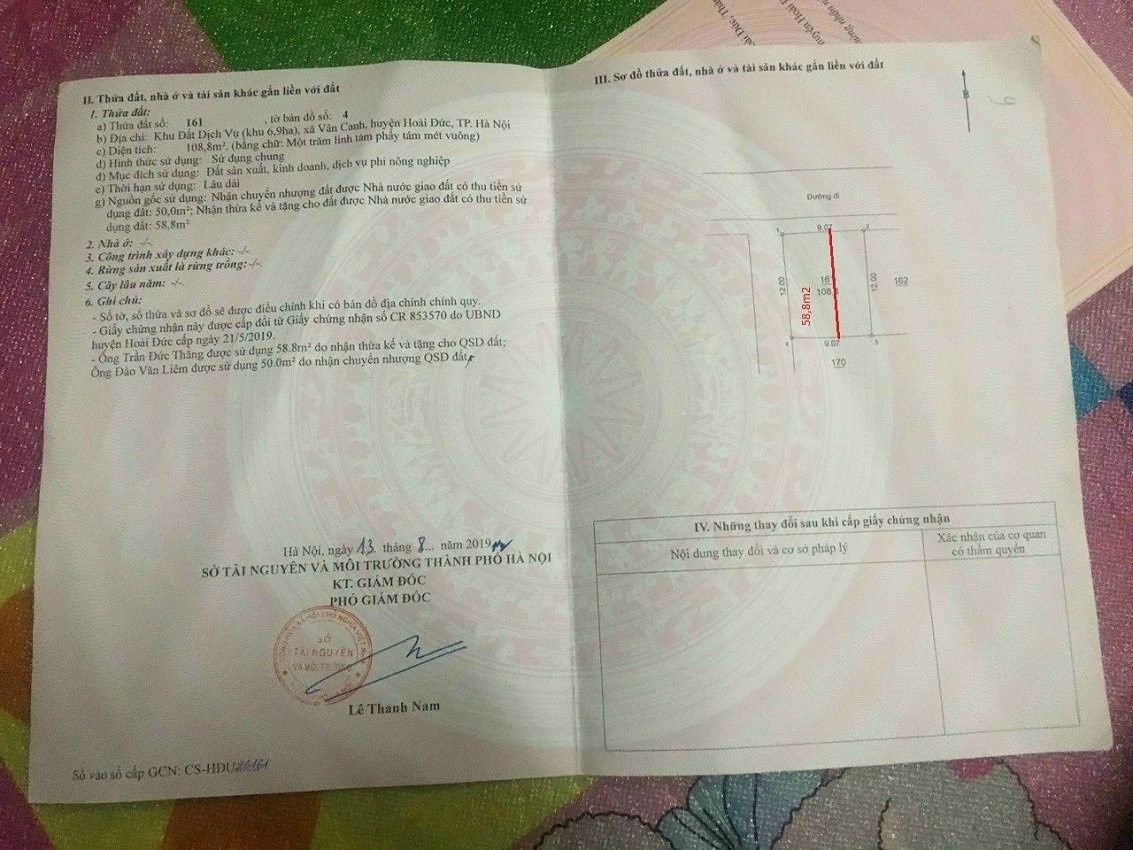 II. Thửa đất, nhà ở và tài sản khác gắn liền với đất
1. Thửa đất:
a) Thửa đất số: 161 , tờ bản đồ số: 4
b) Địa chỉ: Khu Đất Dịch Vụ (khu 6,9ha), xã Vân Canh, huyện Hoài Đức, TP. Hà Nội
c) Diện tích: 108,8m², (bằng chữ: Một trăm linh tám phẩy tám mét vuông)
d) Hình thức sử dụng: Sử dụng chung
đ) Mục đích sử dụng: Đất sản xuất, kinh doanh, dịch vụ phi nông nghiệp
e) Thời hạn sử dụng: Lâu dài
g) Nguồn gốc sử dụng: Nhận chuyển nhượng đất được Nhà nước giao đất có thu tiền sử
dụng đất: 50,0m²; Nhận thừa kế và tặng cho đất được Nhà nước giao đất có thu tiền sử
dụng đất: 58,8m²
2. Nhà ở: -/-
3. Công trình xây dựng khác: -/-
4. Rừng sản xuất là rừng trồng: -/-
5. Cây lâu năm: -/-
6. Ghi chú:
- Số tờ, số thửa và sơ đồ sẽ được điều chỉnh khi có bản đồ địa chính chính quy.
- Giấy chứng nhận này được cấp đổi từ Giấy chứng nhận số CR 853570 do UBND
huyện Hoài Đức cấp ngày 21/5/2019.
- Ông Trần Đức Thăng được sử dụng 58.8m² do nhận thừa kế và tặng cho QSD đất;
Ông Đào Văn Liêm được sử dụng 50.0m² do nhận chuyển nhượng QSD đất
Hà Nội, ngày 13 tháng 8 ... năm 2019
SỞ TÀI NGUYÊN VÀ MÔI TRƯỜNG THÀNH PHỐ HÀ NỘI
KT. GIÁM ĐỐC
PHÓ GIÁM ĐỐC
SỞ
TÀI NGUYÊN
VÀ MÔI TRƯỜNG
Lê Thanh Nam
Số vào sổ cấp GCN: CS-HĐU
III. Sơ đồ thửa đất, nhà ở và tài sản khác gắn liền với đất
B
Đường đi
1 9.07 2
12.00
58,8m2
16
108,
12.00
162
4 9.07 3
170
IV. Những thay đổi sau khi cấp giấy chứng nhận
Nội dung thay đổi và cơ sở pháp lý
Xác nhận của cơ quan
có thẩm quyền